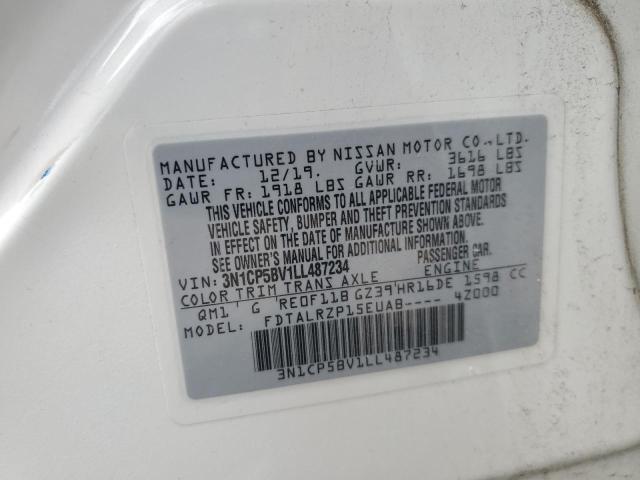 MANUFACTURED BY NISSAN MOTOR CO.,LTD.
DATE: 12/19. GVWR: 3616 LBS
GAWR FR: 1918 LBS GAWR RR: 1698 LBS
THIS VEHICLE CONFORMS TO ALL APPLICABLE FEDERAL MOTOR
VEHICLE SAFETY, BUMPER AND THEFT PREVENTION STANDARDS
IN EFFECT ON THE DATE OF MANUFACTURE SHOWN ABOVE.
SEE OWNER'S MANUAL FOR ADDITIONAL INFORMATION.
VIN: 3N1CP5BV1LL487234 PASSENGER CAR.
COLOR TRIM TRANS AXLE ENGINE
QM1 G RE0F11B GZ39 HR16DE 1598 CC
MODEL: FDTALRZP15EUAB---- 4Z000
3N1CP5BV1LL487234